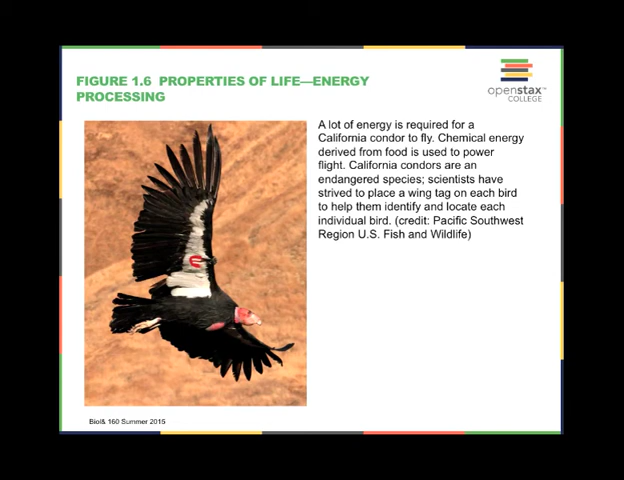 FIGURE 1.6 PROPERTIES OF LIFE—ENERGY
PROCESSING
openstax™
COLLEGE
A lot of energy is required for a
California condor to fly. Chemical energy
derived from food is used to power
flight. California condors are an
endangered species; scientists have
strived to place a wing tag on each bird
to help them identify and locate each
individual bird. (credit: Pacific Southwest
Region U.S. Fish and Wildlife)
Biol& 160 Summer 2015